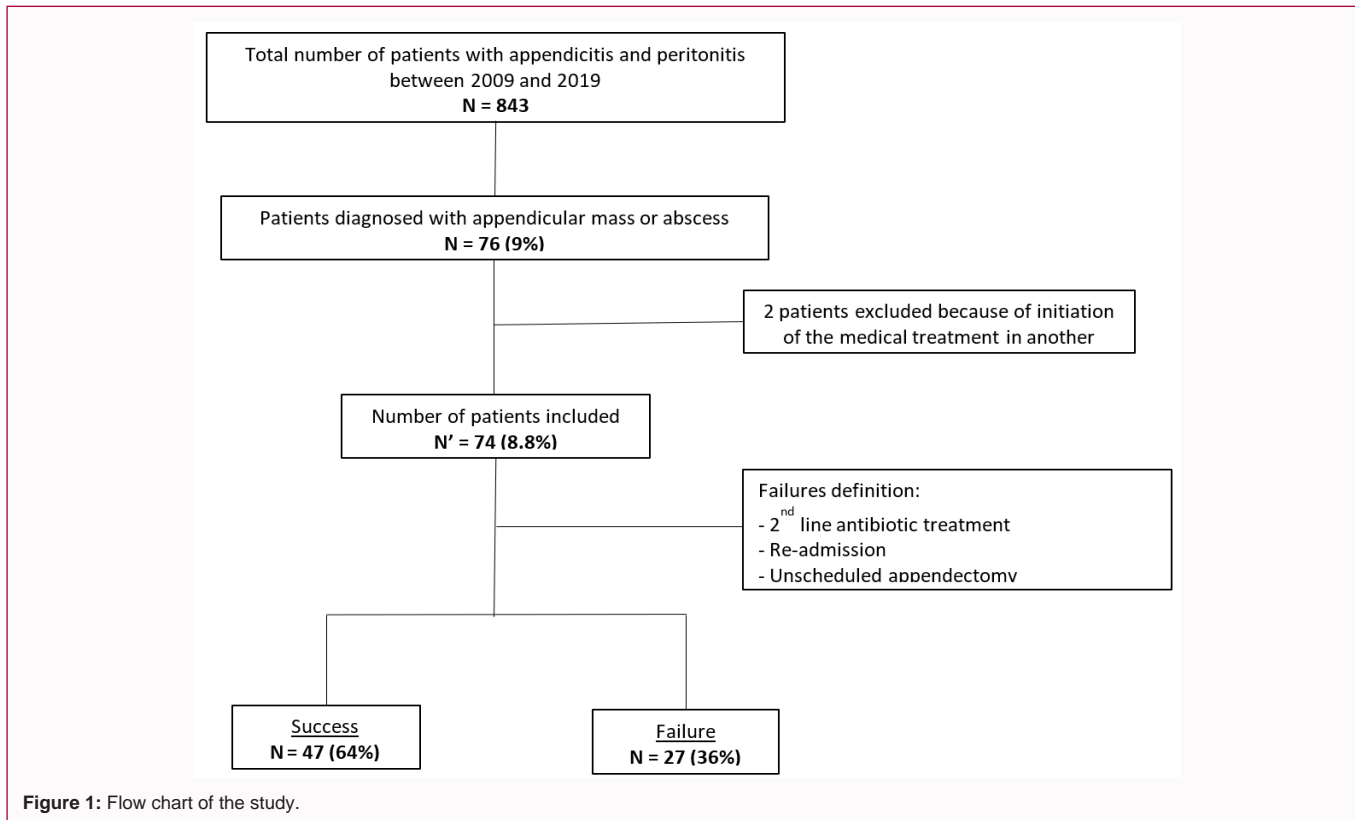 Total number of patients with appendicitis and peritonitis
between 2009 and 2019
N = 843
Patients diagnosed with appendicular mass or abscess
N = 76 (9%)
2 patients excluded because of initiation
of the medical treatment in another
Number of patients included
N' = 74 (8.8%)
Failures definition:
- 2nd line antibiotic treatment
- Re-admission
- Unscheduled appendectomy
Success
N = 47 (64%)
Failure
N = 27 (36%)
Figure 1: Flow chart of the study.